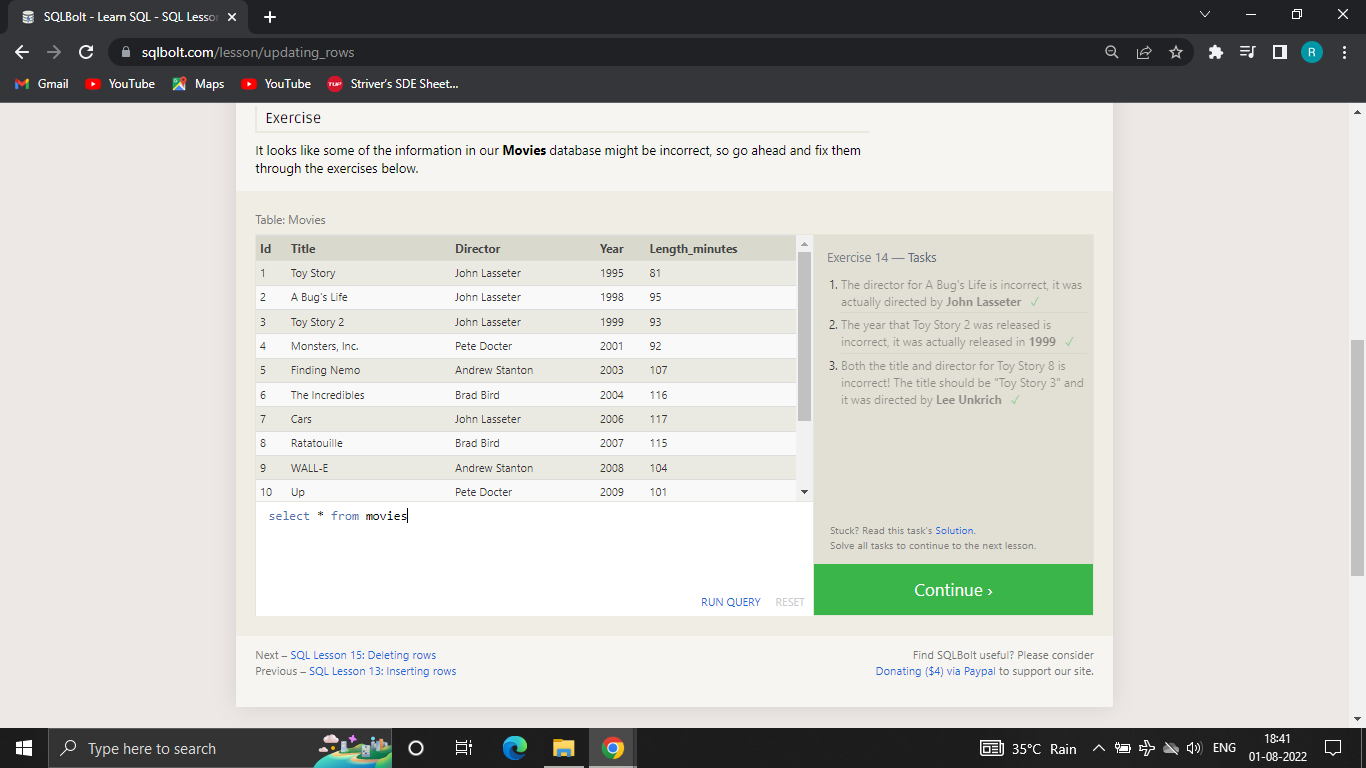 SQLBolt - Learn SQL - SQL Lesson
sqlbolt.com/lesson/updating_rows
R
Gmail
YouTube
Maps
YouTube
TUF
Striver's SDE Sheet...
Exercise
It looks like some of the information in our Movies database might be incorrect, so go ahead and fix them
through the exercises below.
Table: Movies
Id Title Director Year Length_minutes
1 Toy Story John Lasseter 1995 81
2 A Bug's Life John Lasseter 1998 95
3 Toy Story 2 John Lasseter 1999 93
4 Monsters, Inc. Pete Docter 2001 92
5 Finding Nemo Andrew Stanton 2003 107
6 The Incredibles Brad Bird 2004 116
7 Cars John Lasseter 2006 117
8 Ratatouille Brad Bird 2007 115
9 WALL-E Andrew Stanton 2008 104
10 Up Pete Docter 2009 101
select * from movies
RUN QUERY RESET
Exercise 14 — Tasks
1. The director for A Bug's Life is incorrect, it was
actually directed by John Lasseter ✓
2. The year that Toy Story 2 was released is
incorrect, it was actually released in 1999 ✓
3. Both the title and director for Toy Story 8 is
incorrect! The title should be "Toy Story 3" and
it was directed by Lee Unkrich ✓
Stuck? Read this task's Solution.
Solve all tasks to continue to the next lesson.
Continue ›
Next – SQL Lesson 15: Deleting rows
Previous – SQL Lesson 13: Inserting rows
Find SQLBolt useful? Please consider
Donating ($4) via Paypal to support our site.
Type here to search
35°C Rain
ENG
18:41
01-08-2022